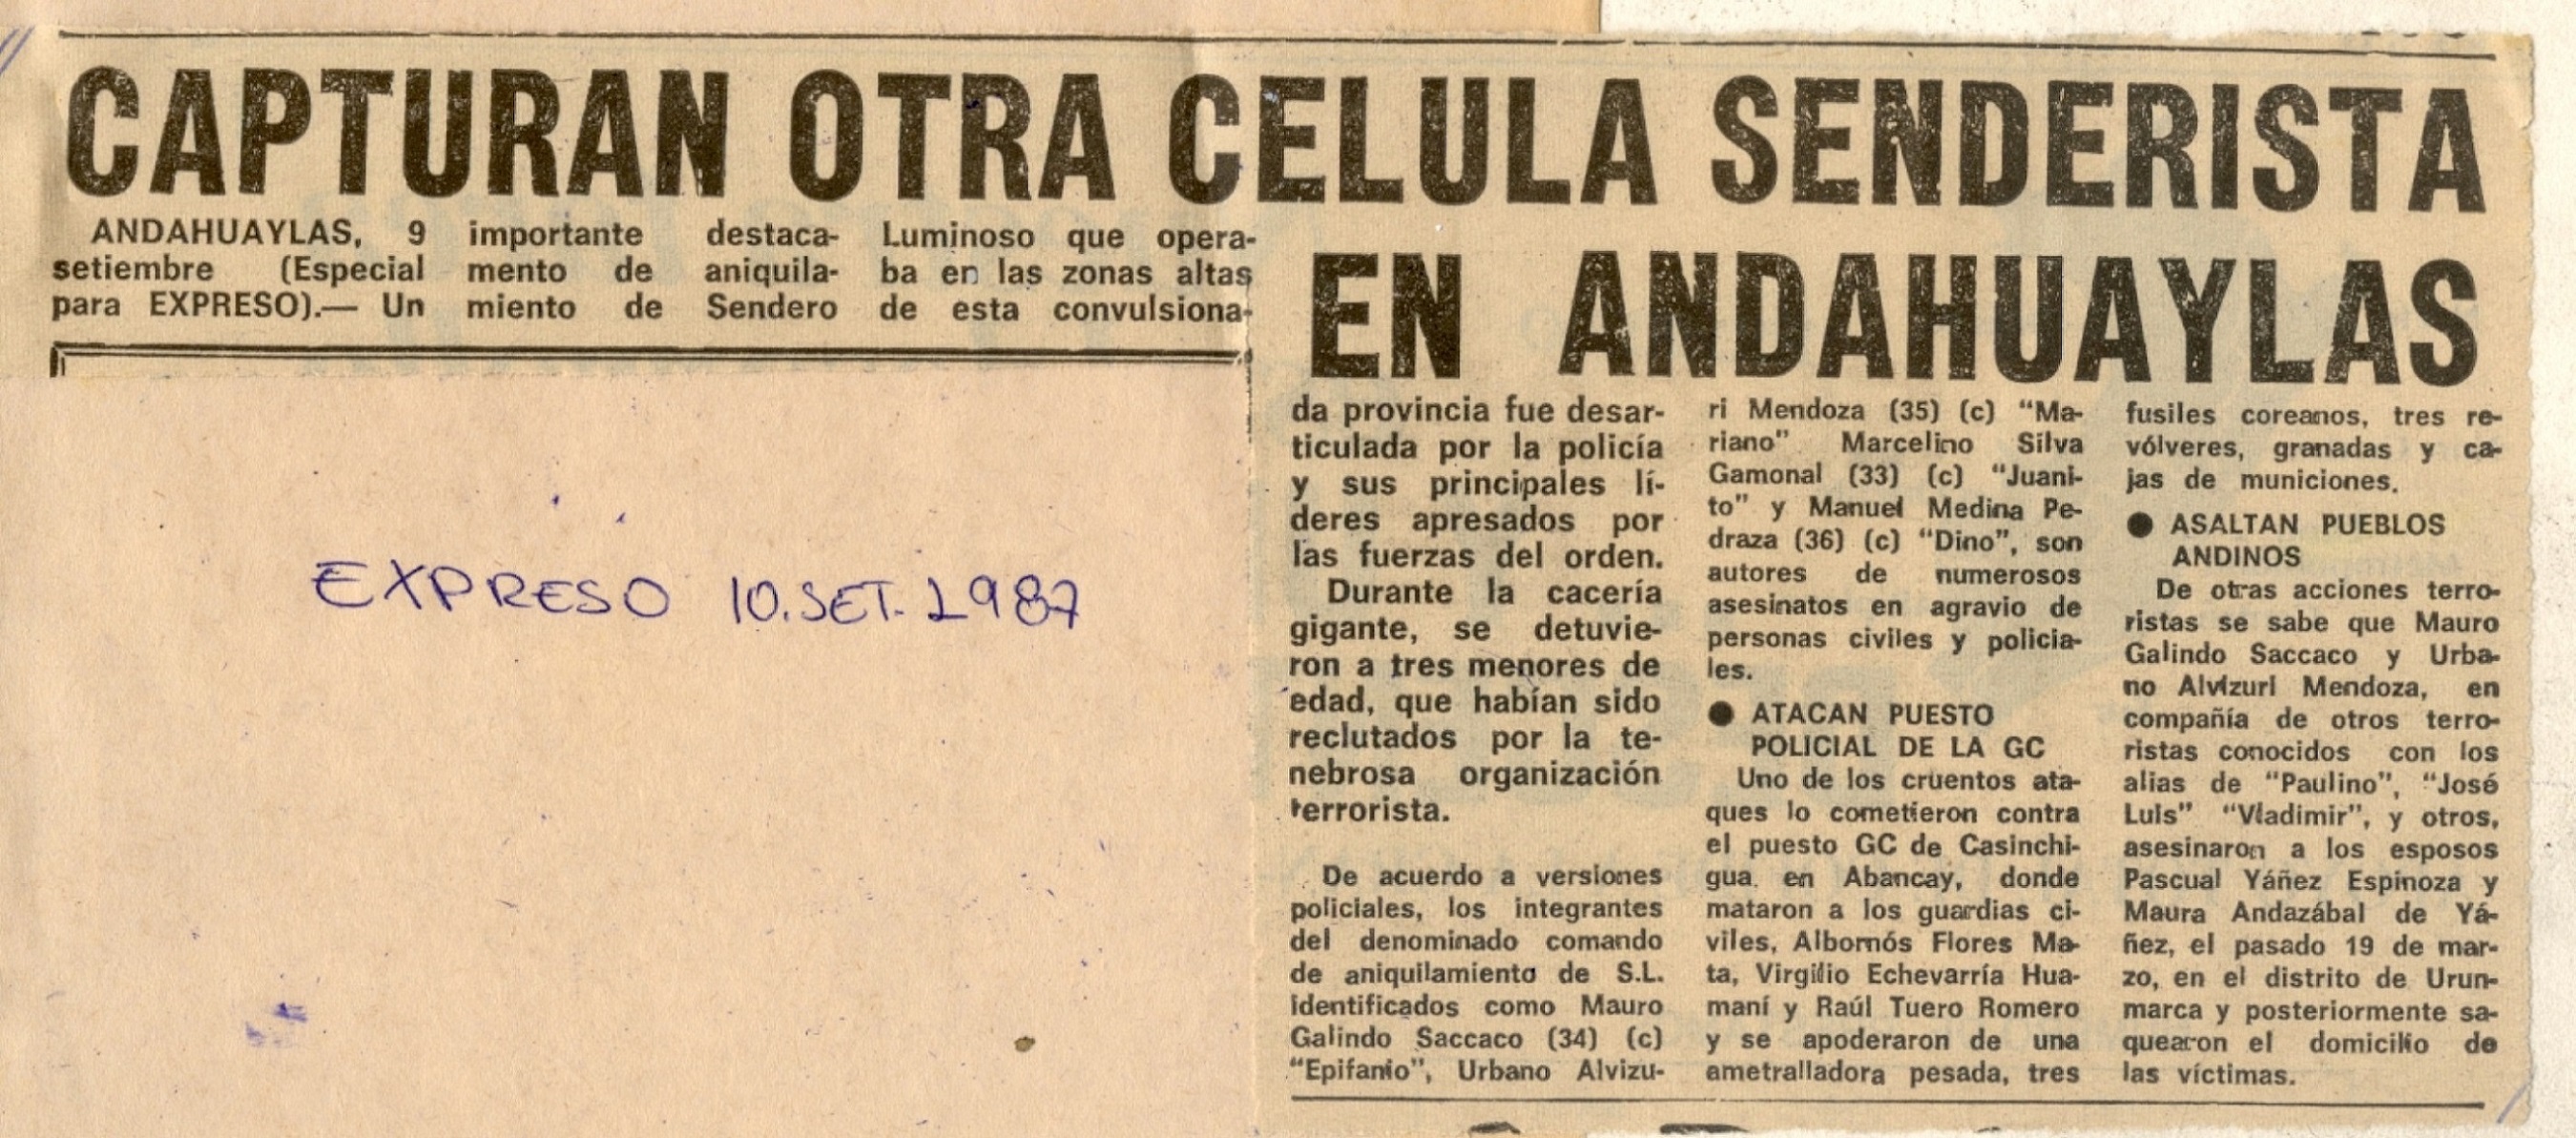 CAPTURAN OTRA CELULA SENDERISTA
EN ANDAHUAYLAS
ANDAHUAYLAS, 9
setiembre (Especial
para EXPRESO).— Un
importante destaca-
mento de aniquila-
miento de Sendero
Luminoso que opera-
ba en las zonas altas
de esta convulsiona-
da provincia fue desar-
ticulada por la policía
y sus principales lí-
deres apresados por
las fuerzas del orden.
Durante la cacería
gigante, se detuvie-
ron a tres menores de
edad, que habían sido
reclutados por la te-
nebrosa organización
terrorista.
De acuerdo a versiones
policiales, los integrantes
del denominado comando
de aniquilamiento de S.L.
identificados como Mauro
Galindo Saccaco (34) (c)
"Epifanio", Urbano Alvizu-
ri Mendoza (35) (c) "Ma-
riano" Marcelino Silva
Gamonal (33) (c) "Juani-
to" y Manuel Medina Pe-
draza (36) (c) "Dino", son
autores de numerosos
asesinatos en agravio de
personas civiles y policia-
les.
● ATACAN PUESTO
POLICIAL DE LA GC
Uno de los cruentos ata-
ques lo cometieron contra
el puesto GC de Casinchi-
gua en Abancay, donde
mataron a los guardias ci-
viles, Albornós Flores Ma-
ta, Virgilio Echevarría Hua-
maní y Raúl Tuero Romero
y se apoderaron de una
ametralladora pesada, tres
fusiles coreanos, tres re-
vólveres, granadas y ca-
jas de municiones.
● ASALTAN PUEBLOS
ANDINOS
De otras acciones terro-
ristas se sabe que Mauro
Galindo Saccaco y Urba-
no Alvizuri Mendoza, en
compañía de otros terro-
ristas conocidos con los
alias de "Paulino", "José
Luis" "Vladimir", y otros,
asesinaron a los esposos
Pascual Yáñez Espinoza y
Maura Andazábal de Yá-
ñez, el pasado 19 de mar-
zo, en el distrito de Urun-
marca y posteriormente sa-
quearon el domicilio de
las víctimas.
EXPRESO 10.SET.1987